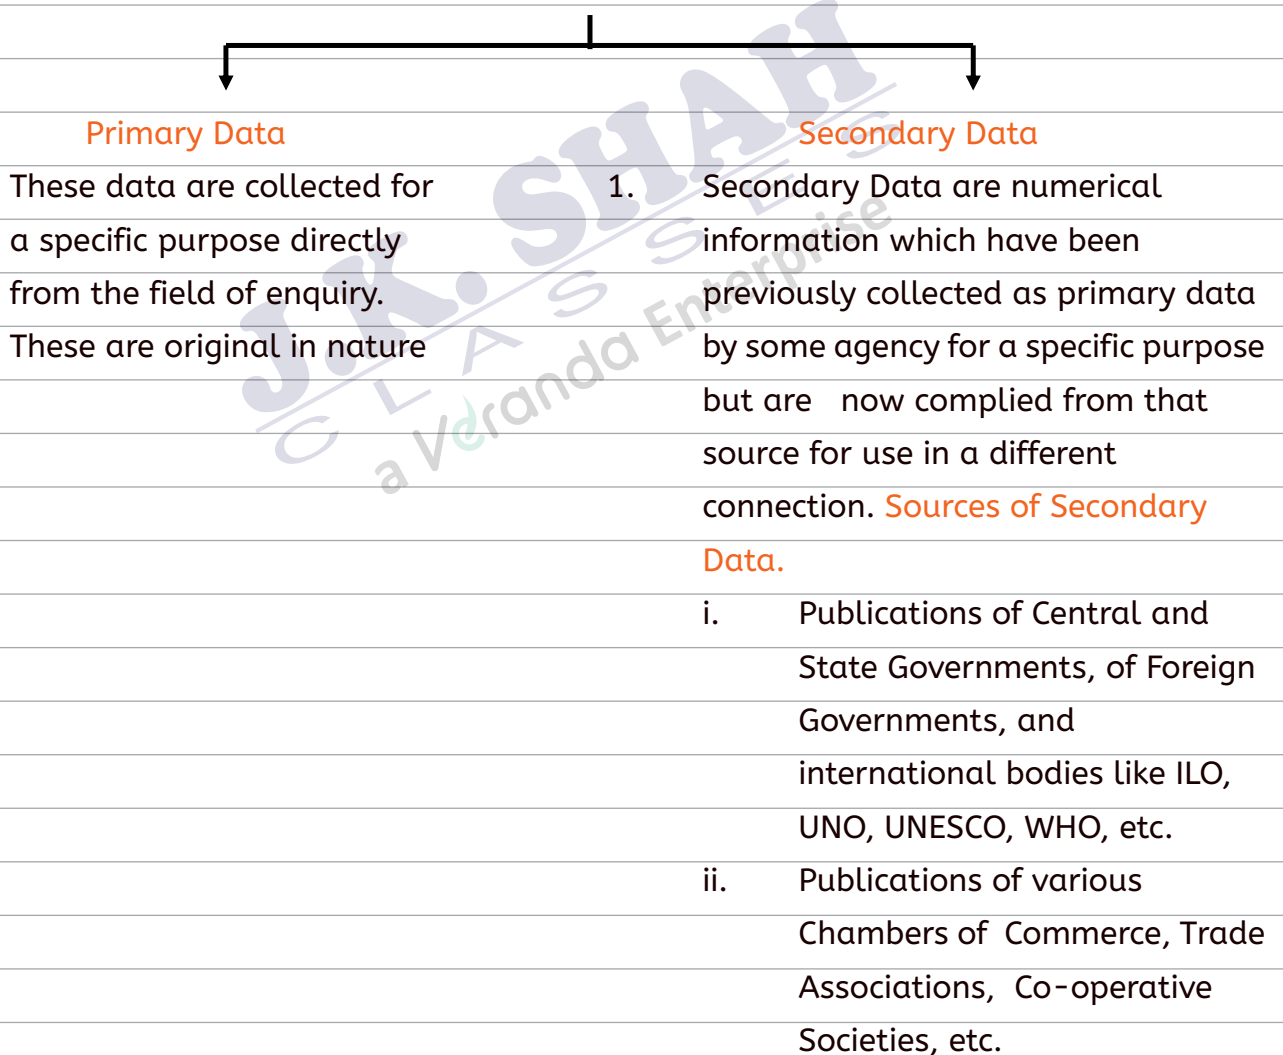 Primary Data
These data are collected for
a specific purpose directly
from the field of enquiry.
These are original in nature
Secondary Data
1. Secondary Data are numerical
information which have been
previously collected as primary data
by some agency for a specific purpose
but are now complied from that
source for use in a different
connection. Sources of Secondary
Data.
i. Publications of Central and
State Governments, of Foreign
Governments, and
international bodies like ILO,
UNO, UNESCO, WHO, etc.
ii. Publications of various
Chambers of Commerce, Trade
Associations, Co-operative
Societies, etc.
J.K. SHAH
CLASSES
a Veranda Enterprise